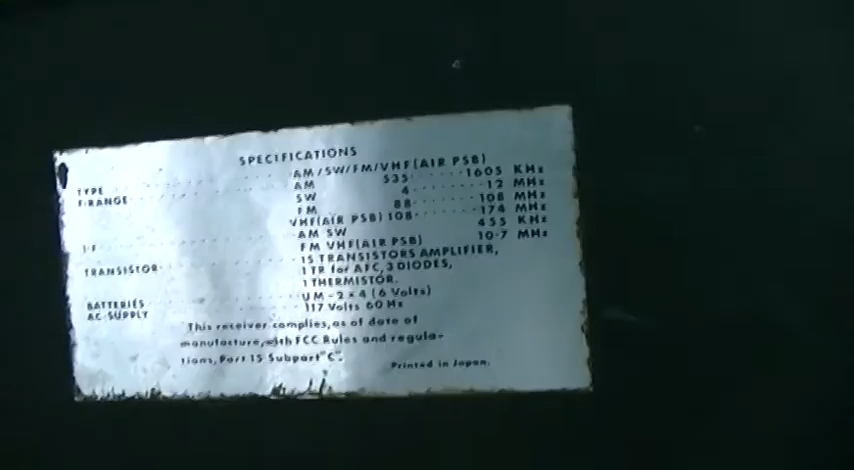 SPECIFICATIONS
TYPE AM/SW/FM/VHF(AIR PSB)
F·RANGE AM 535 1605 KHz
SW 4 12 MHz
FM 88 108 MHz
VHF(AIR PSB) 108 174 MHz
I·F AM SW 455 KHz
FM VHF(AIR PSB) 10·7 MHz
TRANSISTOR 15 TRANSISTORS AMPLIFIER,
1 TR for AFC, 3 DIODES,
1 THERMISTOR.
BATTERIES UM-2×4 (6 Volts)
AC-SUPPLY 117 Volts 60 Hz
This receiver complies, as of date of
manufacture, with FCC Rules and regula-
tions, Part 15 Subpart "C".
Printed in Japan.